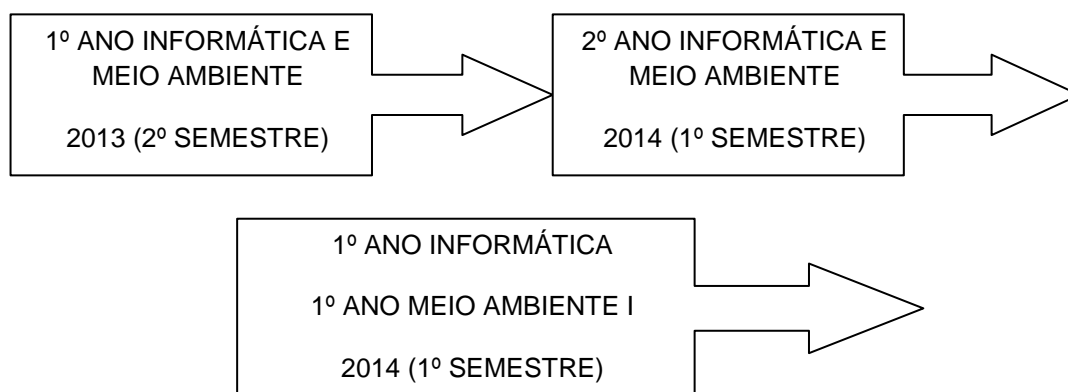 1º ANO INFORMÁTICA E
MEIO AMBIENTE
2013 (2º SEMESTRE)
2º ANO INFORMÁTICA E
MEIO AMBIENTE
2014 (1º SEMESTRE)
1º ANO INFORMÁTICA
1º ANO MEIO AMBIENTE I
2014 (1º SEMESTRE)